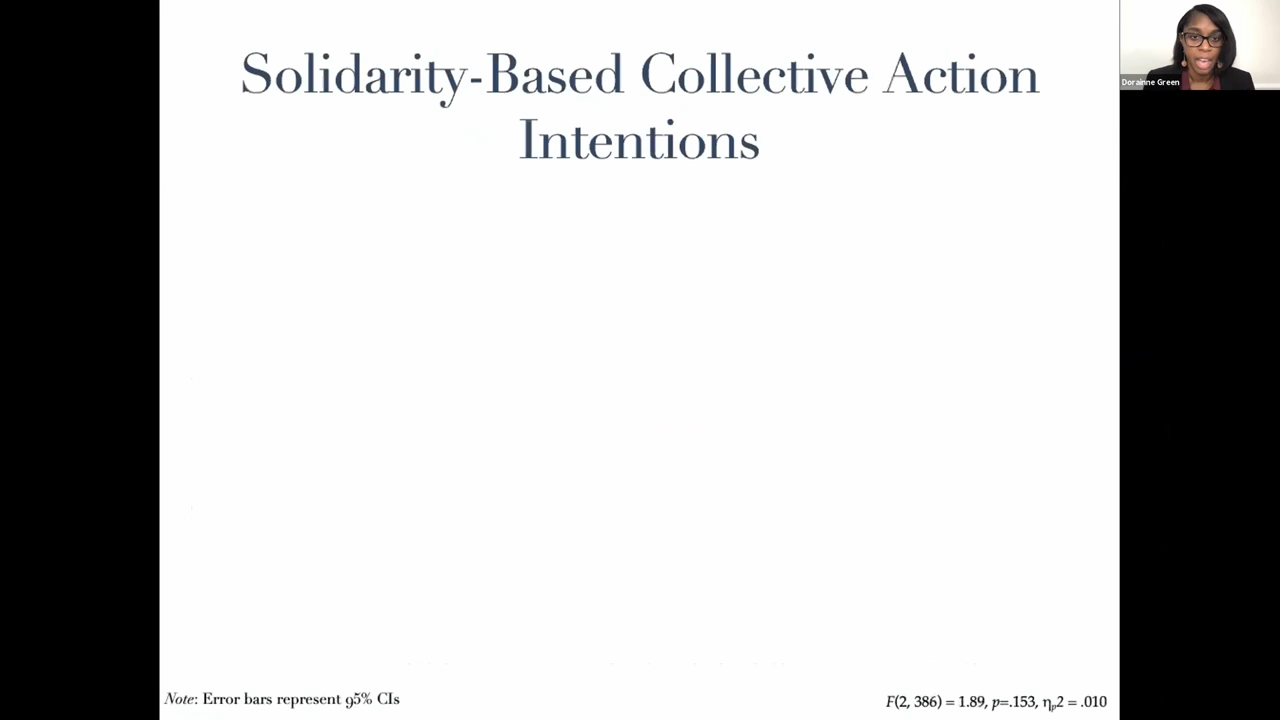 Solidarity-Based Collective Action
Intentions
Dorainne Green
Note: Error bars represent 95% CIs
F(2, 386) = 1.89, p=.153, ηp2 = .010